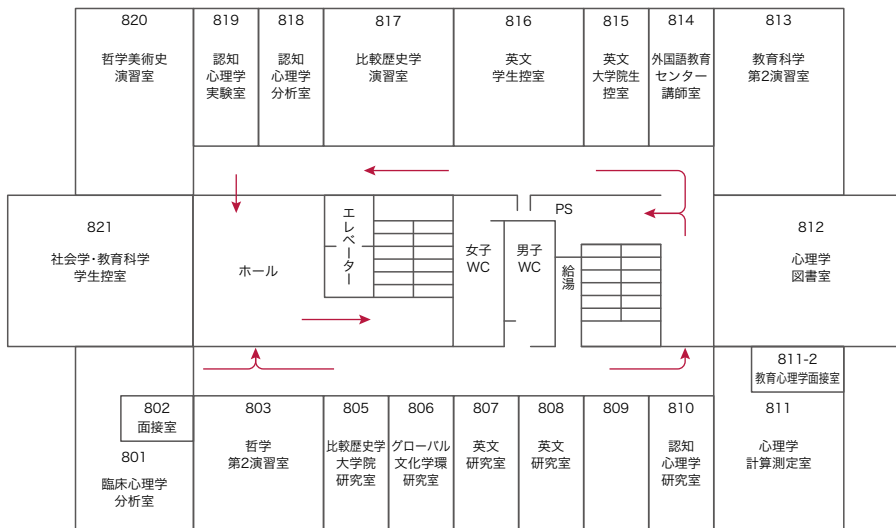 820
哲学美術史
演習室
819
認知
心理学
実験室
818
認知
心理学
分析室
817
比較歴史学
演習室
816
英文
学生控室
815
英文
大学院生
控室
814
外国語教育
センター
講師室
813
教育科学
第2演習室
821
社会学・教育科学
学生控室
ホール
エレベーター
女子
WC
男子
WC
PS
給湯
812
心理学
図書室
811-2
教育心理学面接室
802
面接室
801
臨床心理学
分析室
803
哲学
第2演習室
805
比較歴史学
大学院
研究室
806
グローバル
文化学環
研究室
807
英文
研究室
808
英文
研究室
809
810
認知
心理学
研究室
811
心理学
計算測定室